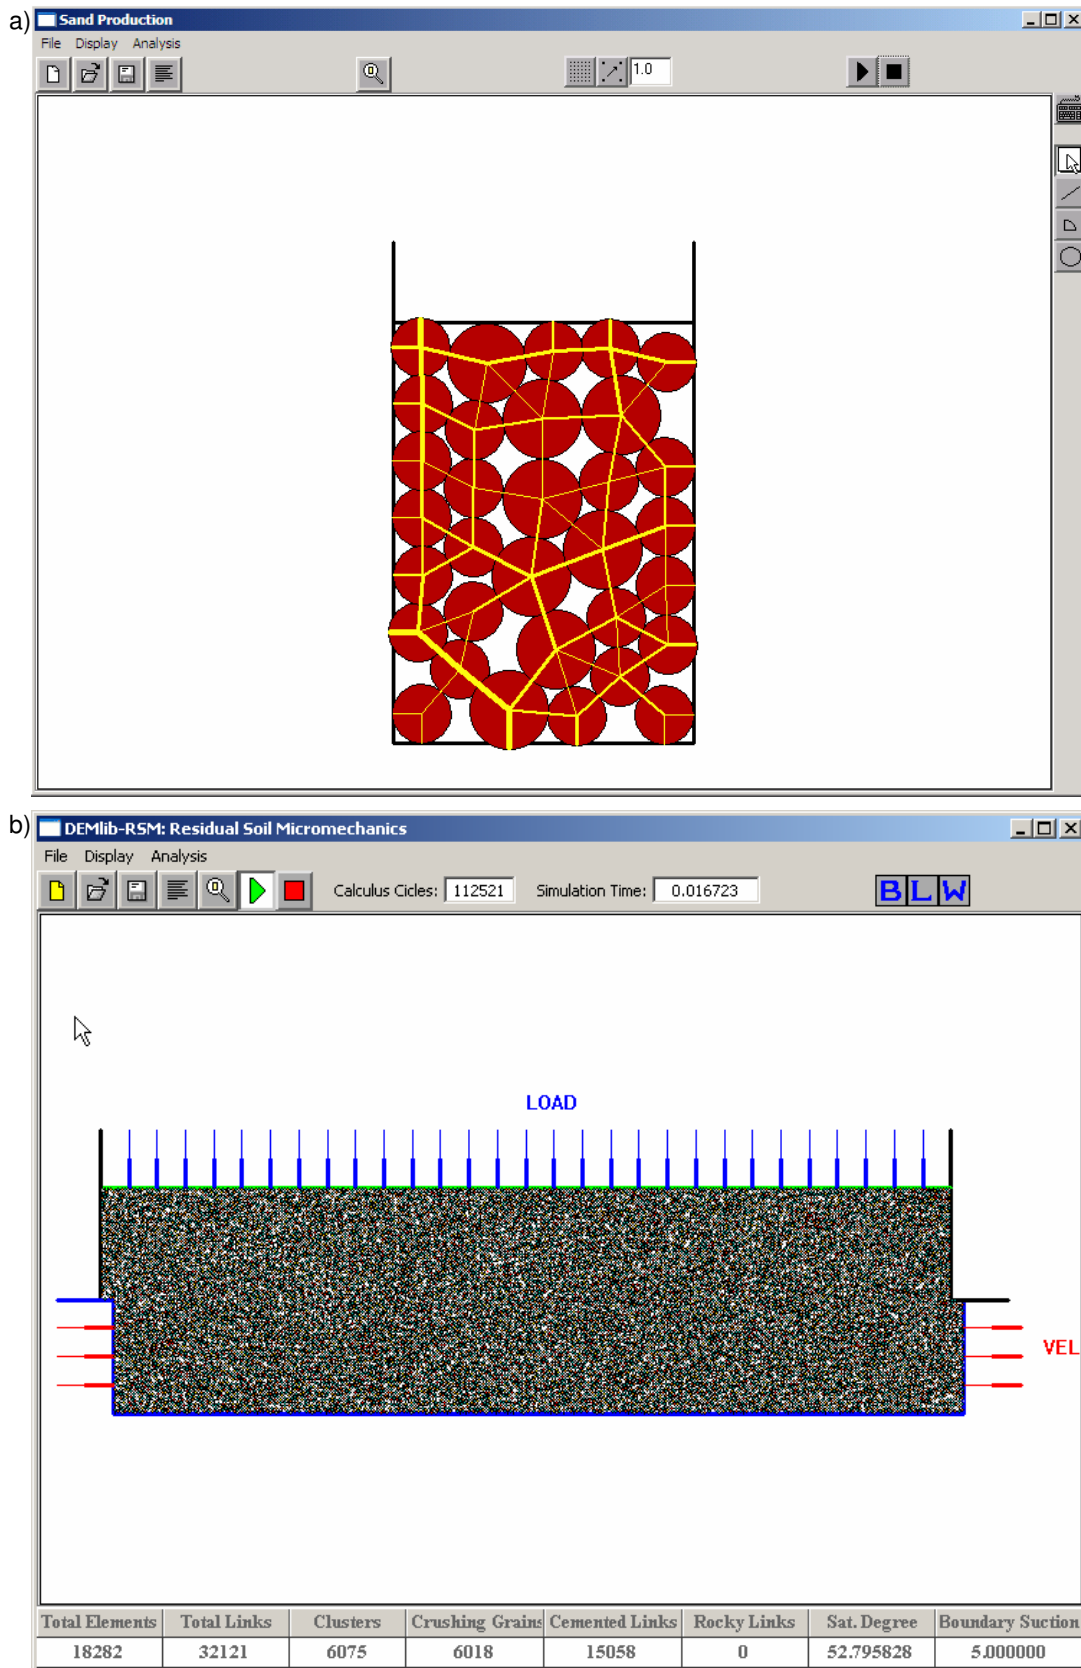 a)
Sand Production
File Display Analysis
1.0
b)
DEMlib-RSM: Residual Soil Micromechanics
File Display Analysis
Calculus Cicles: 112521 Simulation Time: 0.016723 B L W
LOAD
VEL
Total Elements Total Links Clusters Crushing Grains Cemented Links Rocky Links Sat. Degree Boundary Suction
18282 32121 6075 6018 15058 0 52.795828 5.000000